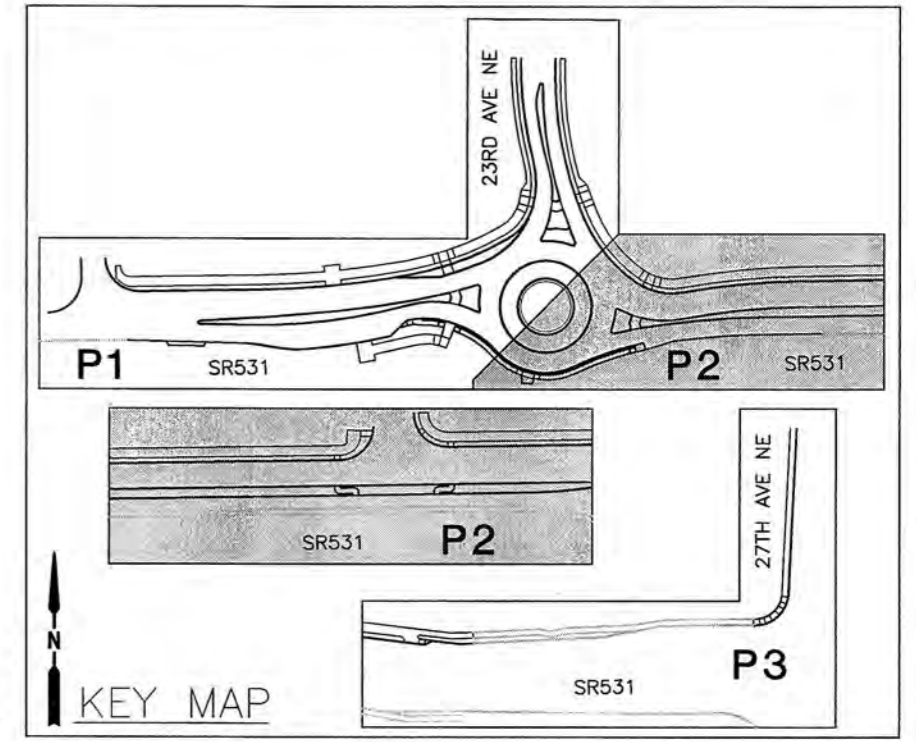 23RD AVE NE
P1
SR531
P2
SR531
SR531
P2
27TH AVE NE
P3
SR531
N
KEY MAP